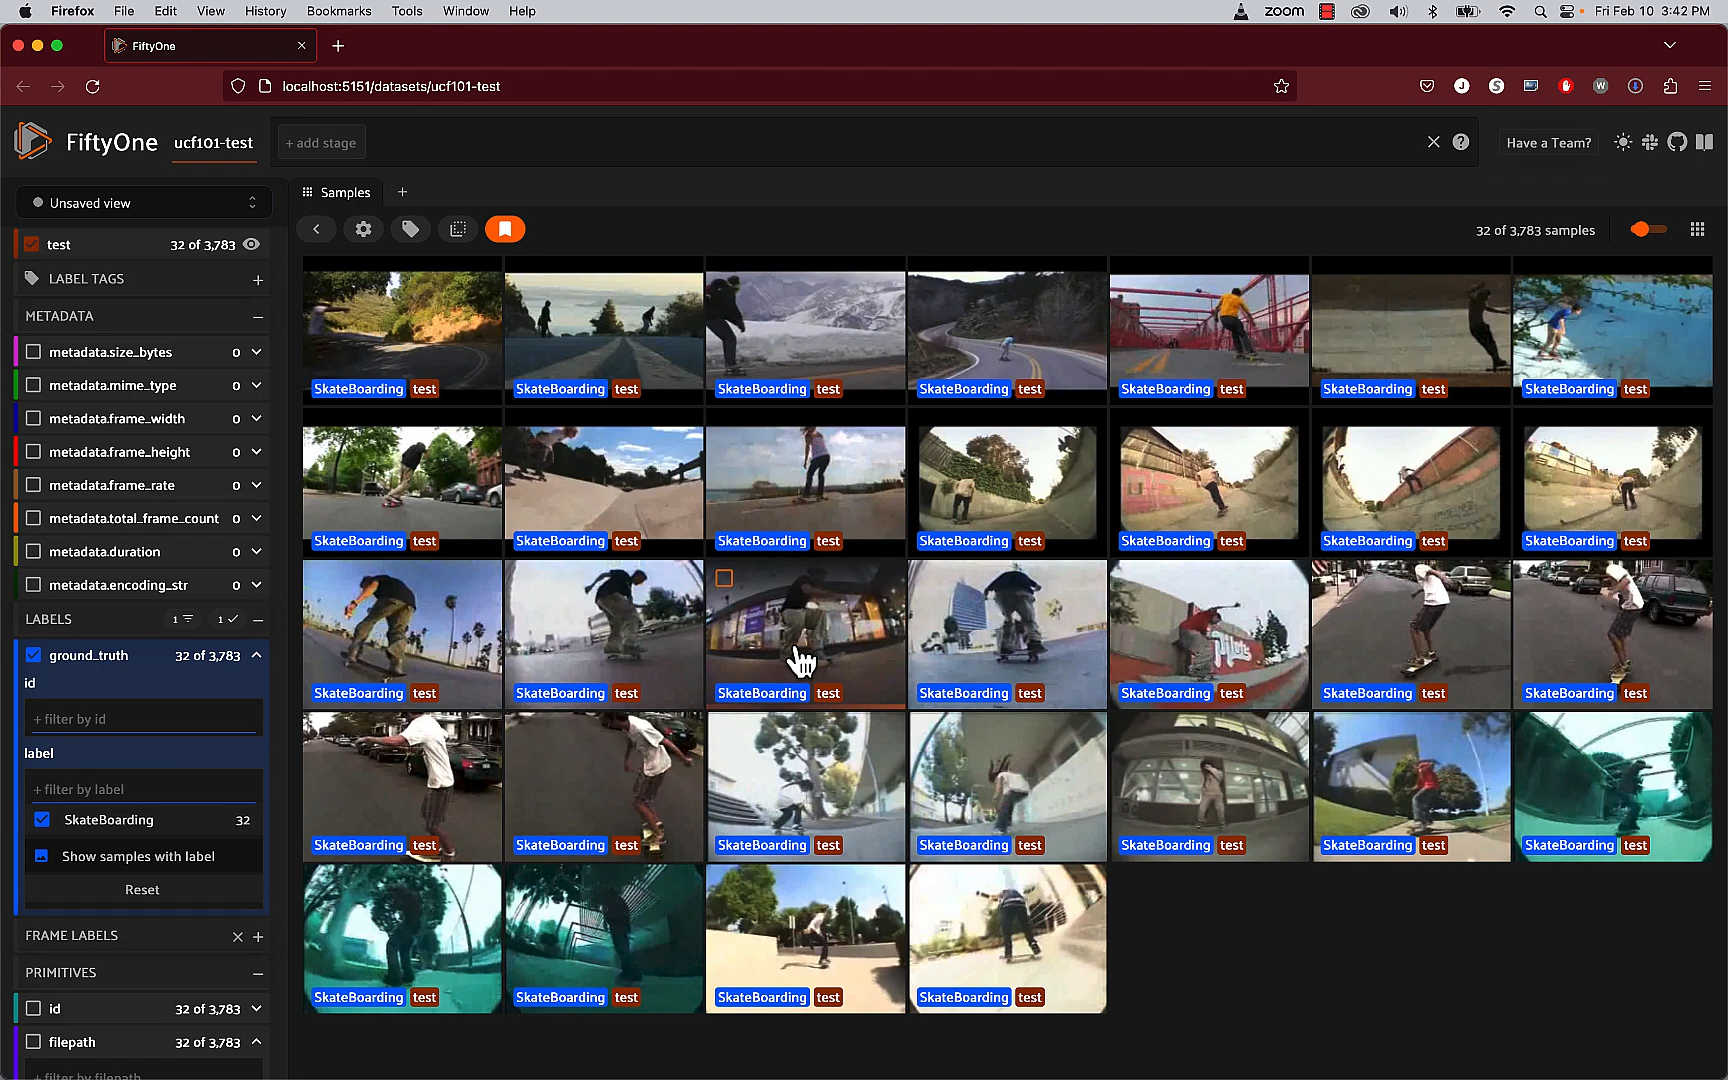 Firefox File Edit View History Bookmarks Tools Window Help zoom Fri Feb 10 3:42 PM
FiftyOne
localhost:5151/datasets/ucf101-test
J S W
FiftyOne ucf101-test + add stage Have a Team?
Unsaved view
Samples
32 of 3,783 samples
test 32 of 3,783
LABEL TAGS
METADATA
metadata.size_bytes 0
metadata.mime_type 0
metadata.frame_width 0
metadata.frame_height 0
metadata.frame_rate 0
metadata.total_frame_count 0
metadata.duration 0
metadata.encoding_str 0
LABELS 1 1
ground_truth 32 of 3,783
id
+ filter by id
label
+ filter by label
SkateBoarding 32
Show samples with label
Reset
FRAME LABELS
PRIMITIVES
id 32 of 3,783
filepath 32 of 3,783
+ filter by filepath
SkateBoarding test SkateBoarding test SkateBoarding test SkateBoarding test SkateBoarding test SkateBoarding test SkateBoarding test
SkateBoarding test SkateBoarding test SkateBoarding test SkateBoarding test SkateBoarding test SkateBoarding test SkateBoarding test
SkateBoarding test SkateBoarding test SkateBoarding test SkateBoarding test SkateBoarding test SkateBoarding test SkateBoarding test
SkateBoarding test SkateBoarding test SkateBoarding test SkateBoarding test SkateBoarding test SkateBoarding test SkateBoarding test
SkateBoarding test SkateBoarding test SkateBoarding test SkateBoarding test